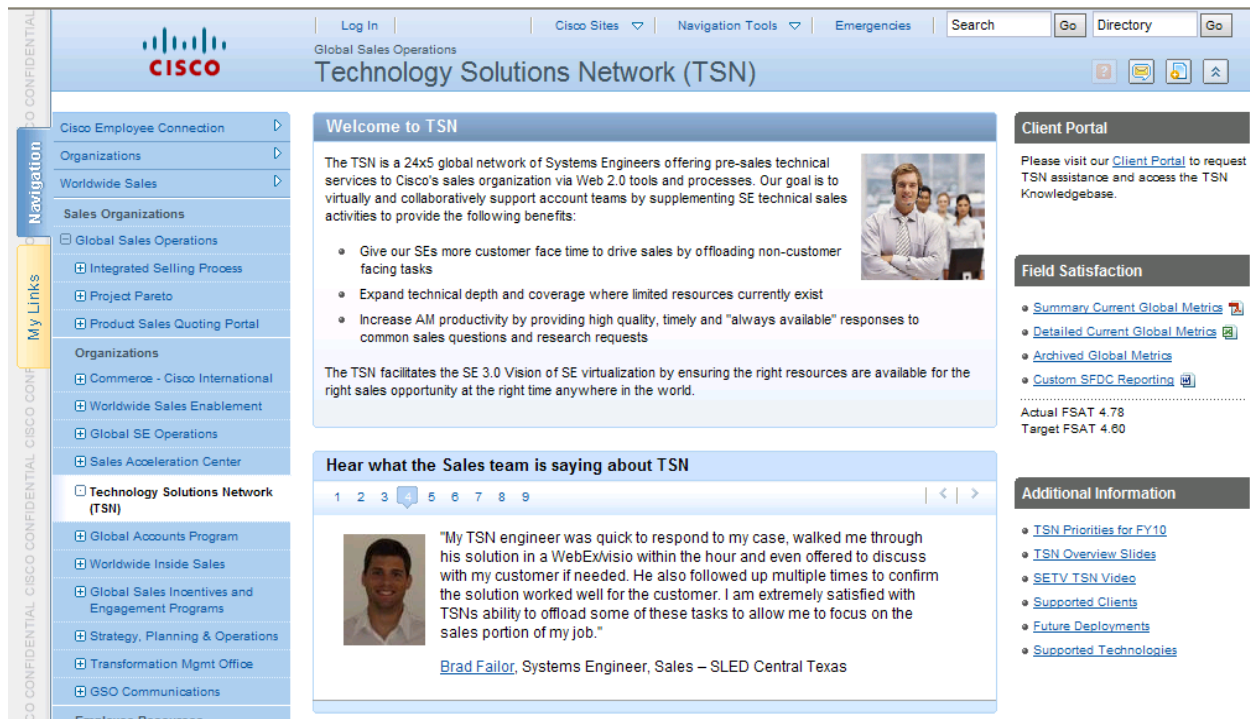 Log In
Cisco Sites
Navigation Tools
Emergencies
Search
Go
Directory
Go
CISCO
Global Sales Operations
Technology Solutions Network (TSN)
CISCO CONFIDENTIAL CISCO CONFIDENTIAL CISCO CONFIDENTIAL
Navigation
My Links
Cisco Employee Connection
Organizations
Worldwide Sales
Sales Organizations
Global Sales Operations
Integrated Selling Process
Project Pareto
Product Sales Quoting Portal
Organizations
Commerce - Cisco International
Worldwide Sales Enablement
Global SE Operations
Sales Acceleration Center
Technology Solutions Network
(TSN)
Global Accounts Program
Worldwide Inside Sales
Global Sales Incentives and
Engagement Programs
Strategy, Planning & Operations
Transformation Mgmt Office
GSO Communications
Welcome to TSN
The TSN is a 24x5 global network of Systems Engineers offering pre-sales technical
services to Cisco's sales organization via Web 2.0 tools and processes. Our goal is to
virtually and collaboratively support account teams by supplementing SE technical sales
activities to provide the following benefits:
Give our SEs more customer face time to drive sales by offloading non-customer
facing tasks
Expand technical depth and coverage where limited resources currently exist
Increase AM productivity by providing high quality, timely and "always available" responses to
common sales questions and research requests
The TSN facilitates the SE 3.0 Vision of SE virtualization by ensuring the right resources are available for the
right sales opportunity at the right time anywhere in the world.
Hear what the Sales team is saying about TSN
1 2 3 4 5 6 7 8 9
"My TSN engineer was quick to respond to my case, walked me through
his solution in a WebEx/visio within the hour and even offered to discuss
with my customer if needed. He also followed up multiple times to confirm
the solution worked well for the customer. I am extremely satisfied with
TSNs ability to offload some of these tasks to allow me to focus on the
sales portion of my job."
Brad Failor, Systems Engineer, Sales – SLED Central Texas
Client Portal
Please visit our Client Portal to request
TSN assistance and access the TSN
Knowledgebase.
Field Satisfaction
Summary Current Global Metrics
Detailed Current Global Metrics
Archived Global Metrics
Custom SFDC Reporting
Actual FSAT 4.78
Target FSAT 4.60
Additional Information
TSN Priorities for FY10
TSN Overview Slides
SETV TSN Video
Supported Clients
Future Deployments
Supported Technologies